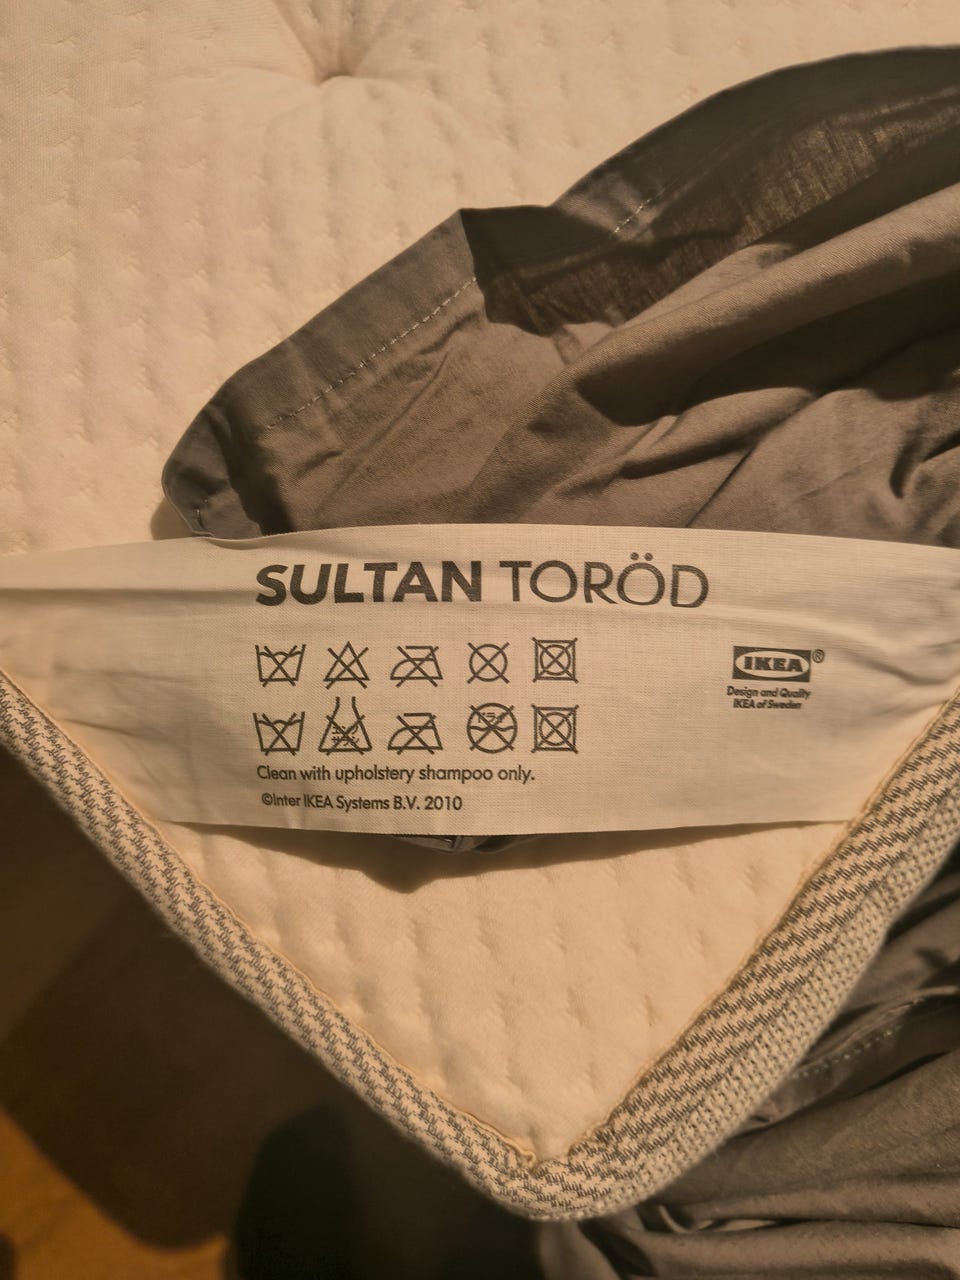 SULTAN TORÖD
IKEA®
Design and Quality
IKEA of Sweden
Clean with upholstery shampoo only.
©Inter IKEA Systems B.V. 2010